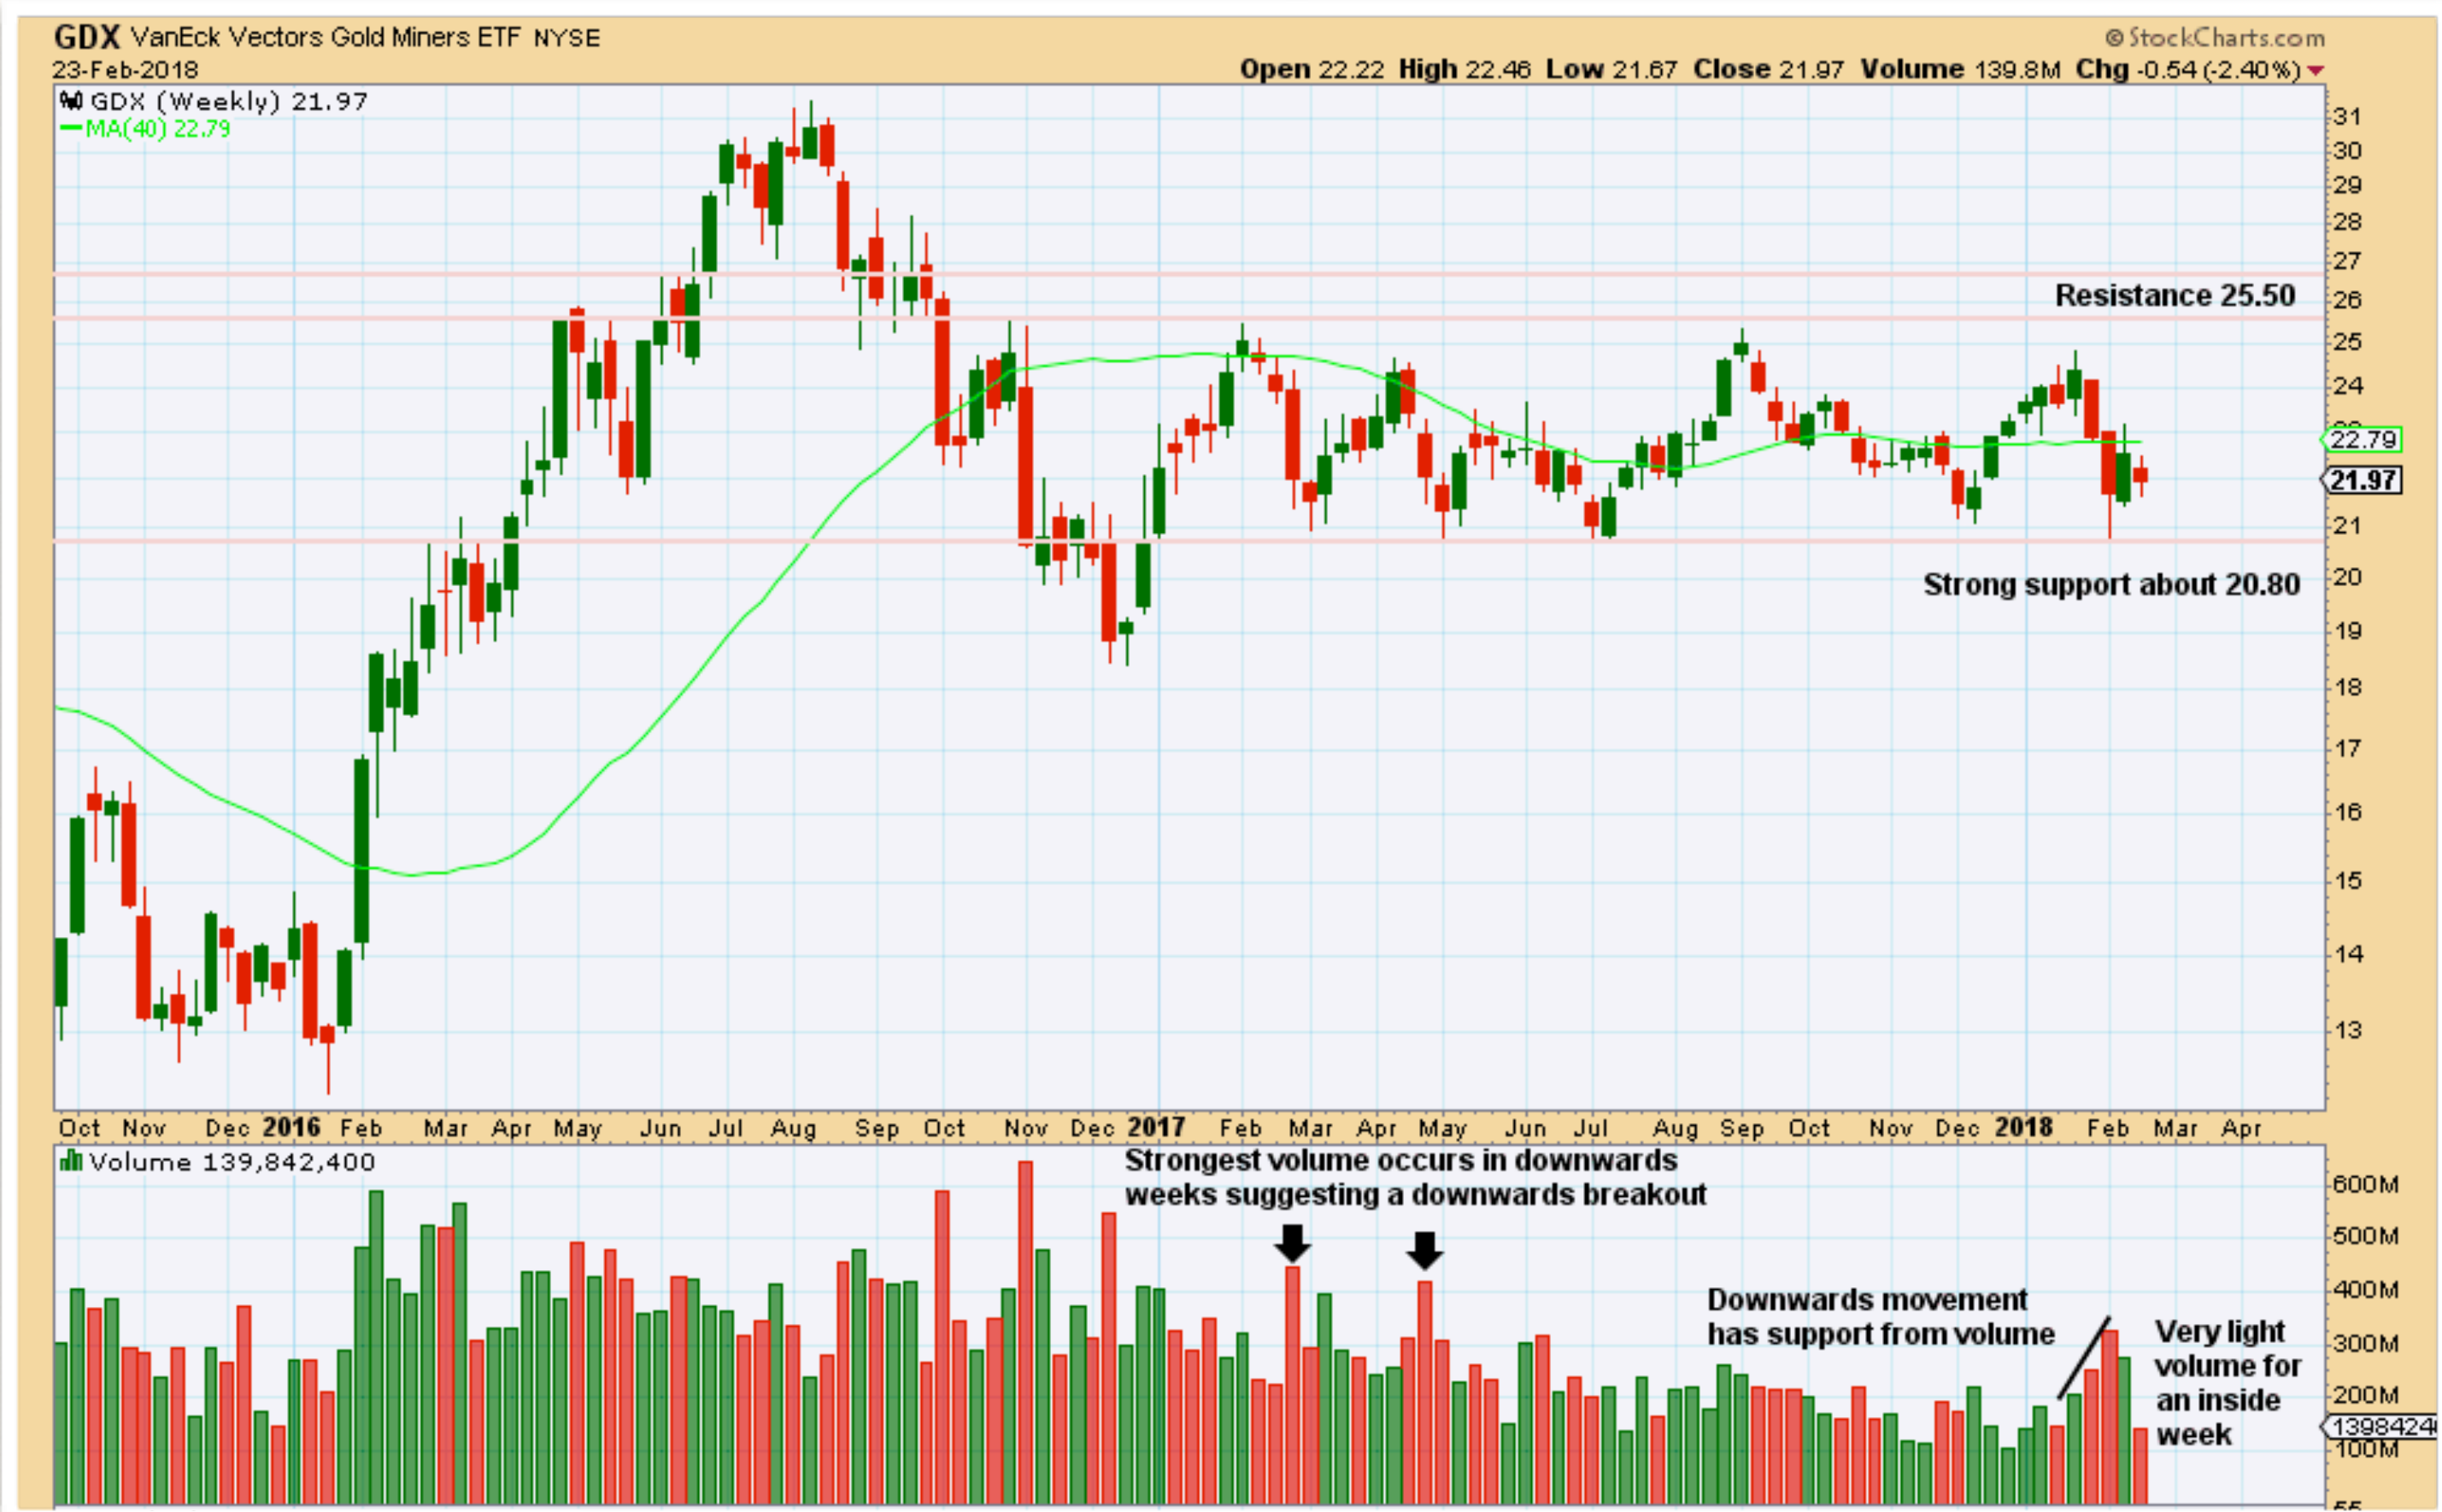 GDX VanEck Vectors Gold Miners ETF NYSE
© StockCharts.com
23-Feb-2018
Open 22.22 High 22.46 Low 21.67 Close 21.97 Volume 139.8M Chg -0.54 (-2.40%)
GDX (Weekly) 21.97
MA(40) 22.79
31
30
29
28
27
Resistance 25.50
26
25
24
22.79
21.97
21
Strong support about 20.80
20
19
18
17
16
15
14
13
Oct Nov Dec 2016 Feb Mar Apr May Jun Jul Aug Sep Oct Nov Dec 2017 Feb Mar Apr May Jun Jul Aug Sep Oct Nov Dec 2018 Feb Mar Apr
Volume 139,842,400
Strongest volume occurs in downwards
weeks suggesting a downwards breakout
600M
500M
400M
Downwards movement
has support from volume
Very light
volume for
an inside
week
300M
200M
1398424
100M